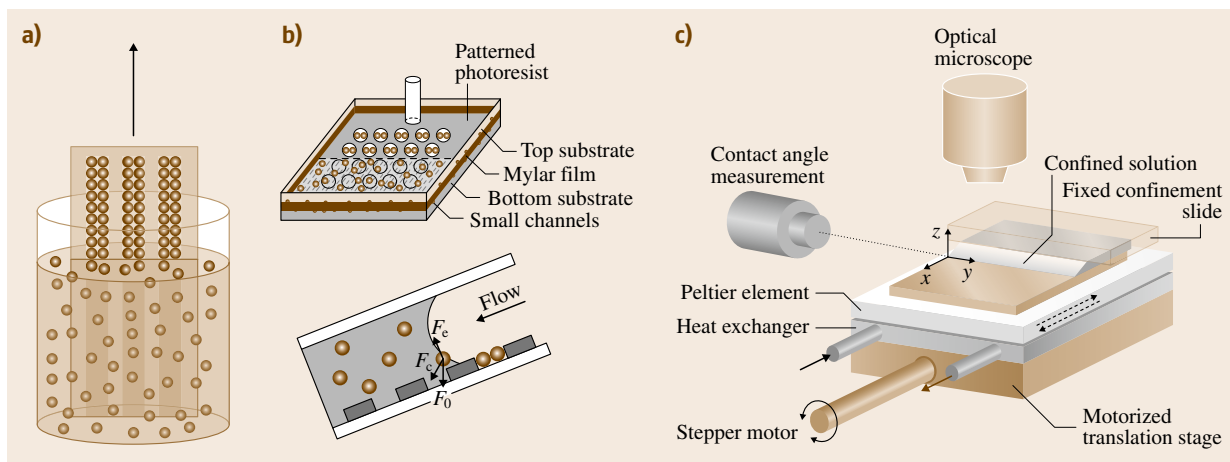 a)
b)
Patterned
photoresist
Top substrate
Mylar film
Bottom substrate
Small channels
Flow
Fe
Fc
F0
c)
Optical
microscope
Contact angle
measurement
Confined solution
Fixed confinement
slide
z
x
y
Peltier element
Heat exchanger
Stepper motor
Motorized
translation stage